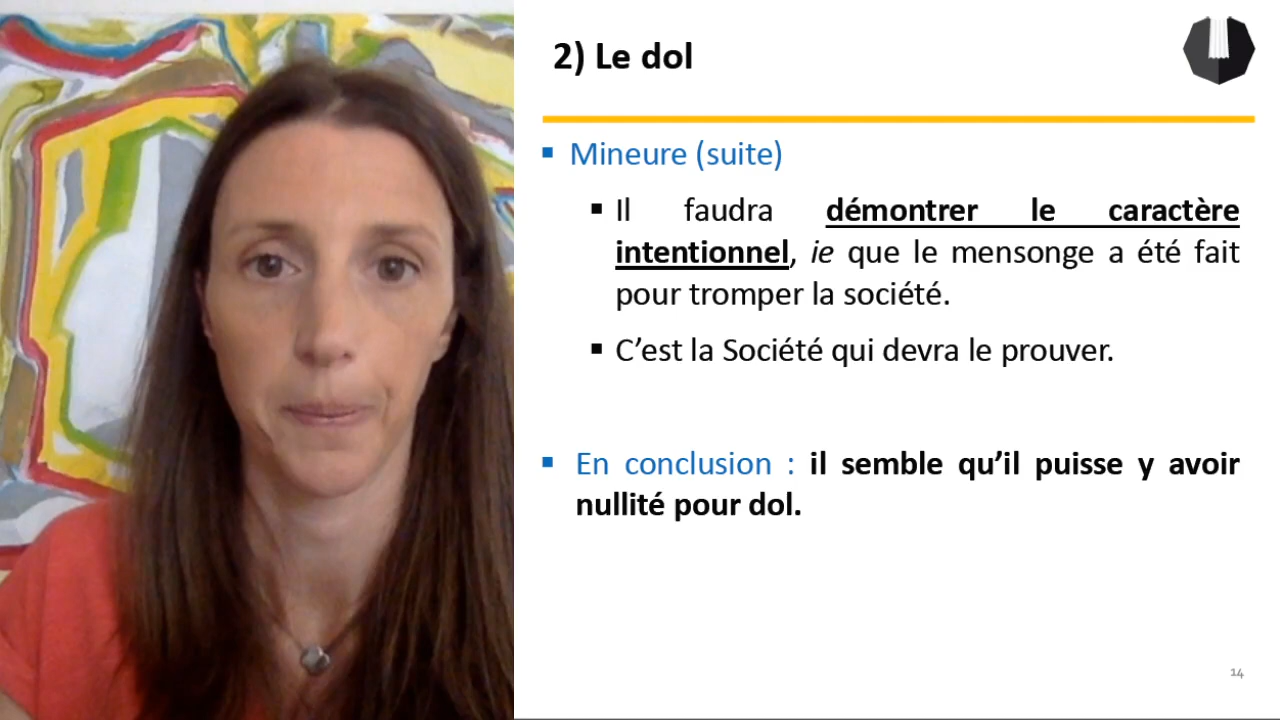 2) Le dol
▪ Mineure (suite)
▪ Il faudra démontrer le caractère
intentionnel, ie que le mensonge a été fait
pour tromper la société.
▪ C’est la Société qui devra le prouver.
▪ En conclusion : il semble qu’il puisse y avoir
nullité pour dol.
14